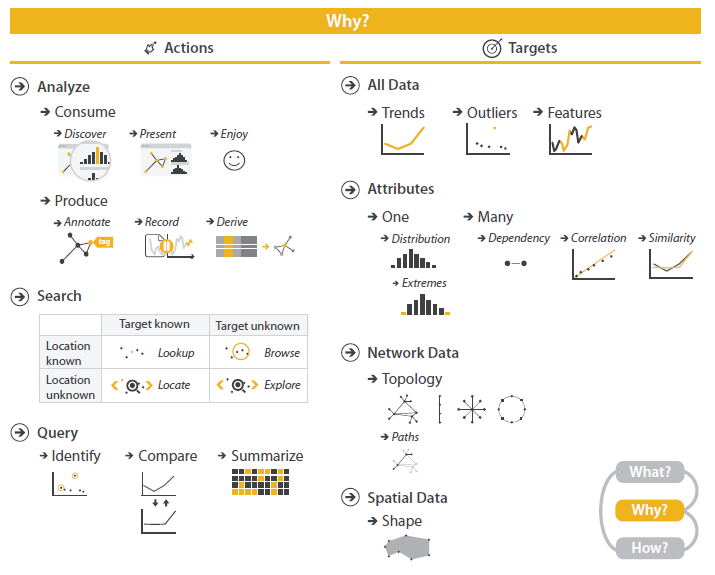 Why?
Actions
Analyze
Consume
Discover Present Enjoy
Produce
Annotate Record Derive
tag
Search
Target known Target unknown
Location known Lookup Browse
Location unknown Locate Explore
Query
Identify Compare Summarize
Targets
All Data
Trends Outliers Features
Attributes
One Many
Distribution Dependency Correlation Similarity
Extremes
Network Data
Topology
Paths
Spatial Data
Shape
What?
Why?
How?